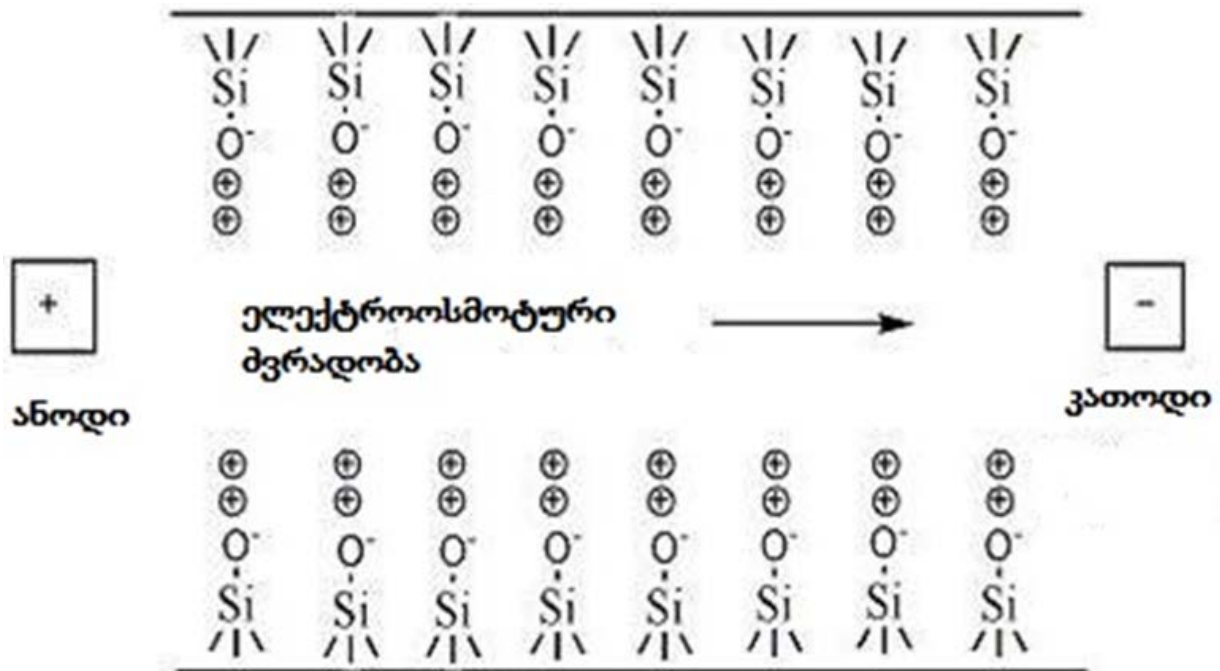 Si Si Si Si Si Si Si Si
O⁻ O⁻ O⁻ O⁻ O⁻ O⁻ O⁻ O⁻
⊕ ⊕ ⊕ ⊕ ⊕ ⊕ ⊕ ⊕
⊕ ⊕ ⊕ ⊕ ⊕ ⊕ ⊕ ⊕
+
ანოდი
ელექტროოსმოტური
ძვრადობა
-
კათოდი
⊕ ⊕ ⊕ ⊕ ⊕ ⊕ ⊕ ⊕
⊕ ⊕ ⊕ ⊕ ⊕ ⊕ ⊕ ⊕
O⁻ O⁻ O⁻ O⁻ O⁻ O⁻ O⁻ O⁻
Si Si Si Si Si Si Si Si